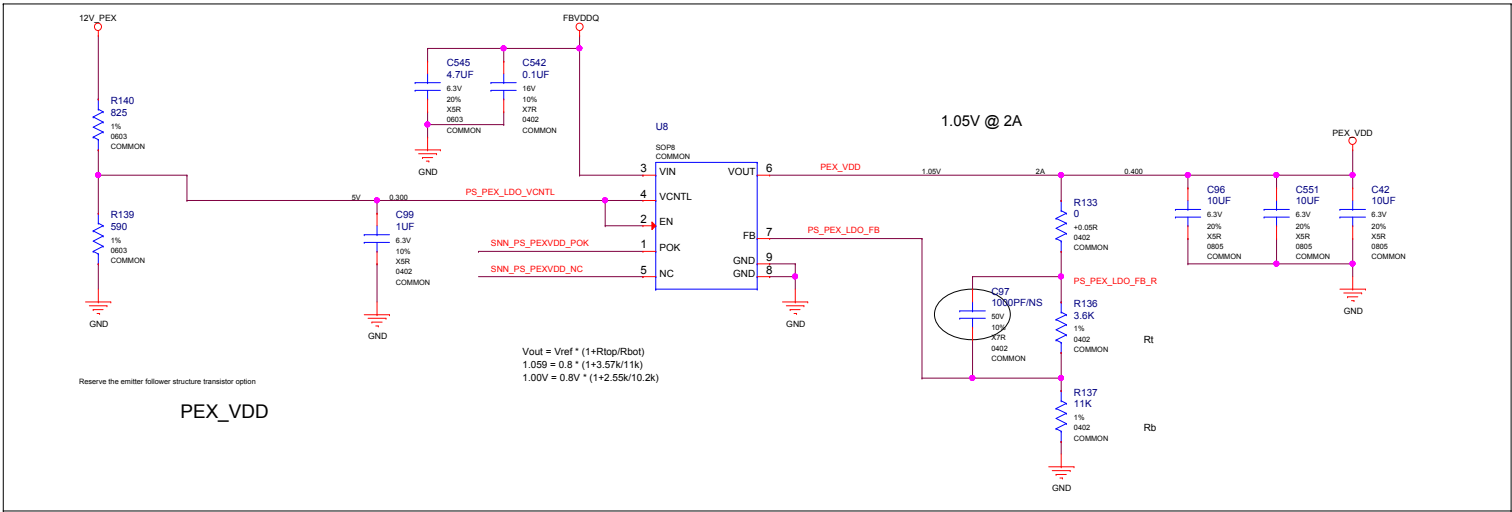 12V_PEX
FBVDDQ
C545
4.7UF
6.3V
20%
X5R
0603
COMMON
C542
0.1UF
16V
10%
X7R
0402
COMMON
GND
R140
825
1%
0603
COMMON
R139
590
1%
0603
COMMON
GND
5V
0.300
PS_PEX_LDO_VCNTL
C99
1UF
6.3V
10%
X5R
0402
COMMON
GND
SNN_PS_PEXVDD_POK
SNN_PS_PEXVDD_NC
U8
SOP8
COMMON
3 VIN
4 VCNTL
2 EN
1 POK
5 NC
VOUT 6
FB 7
GND 9
GND 8
GND
1.05V @ 2A
PEX_VDD
1.05V
2A
0.400
PEX_VDD
PS_PEX_LDO_FB
R133
0
+0.05R
0402
COMMON
C96
10UF
6.3V
20%
X5R
0805
COMMON
C551
10UF
6.3V
20%
X5R
0805
COMMON
C42
10UF
6.3V
20%
X5R
0805
COMMON
GND
PS_PEX_LDO_FB_R
C97
1000PF/NS
50V
10%
X7R
0402
COMMON
R136
3.6K
1%
0402
COMMON
Rt
R137
11K
1%
0402
COMMON
Rb
GND
Vout = Vref * (1+Rtop/Rbot)
1.059 = 0.8 * (1+3.57k/11k)
1.00V = 0.8V * (1+2.55k/10.2k)
Reserve the emitter follower structure transistor option
PEX_VDD